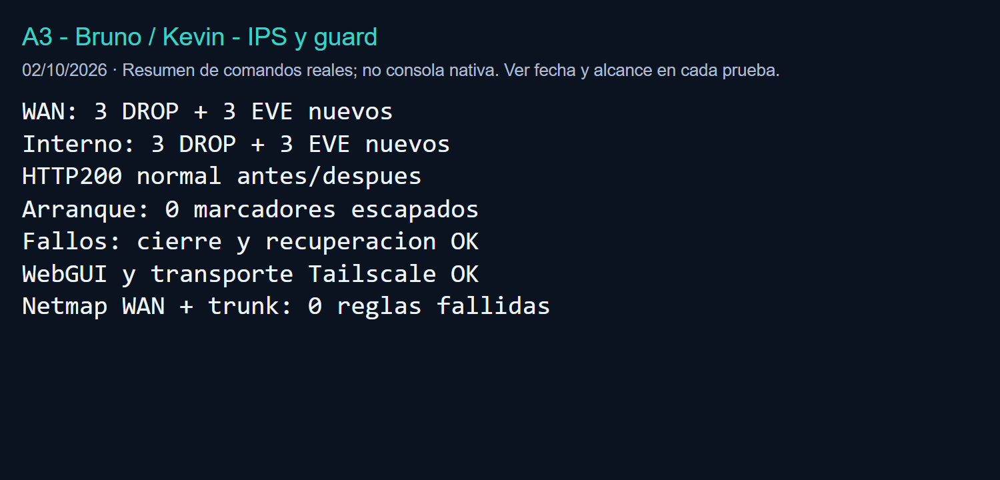 A3 - Bruno / Kevin - IPS y guard
02/10/2026 · Resumen de comandos reales; no consola nativa. Ver fecha y alcance en cada prueba.
WAN: 3 DROP + 3 EVE nuevos
Interno: 3 DROP + 3 EVE nuevos
HTTP200 normal antes/despues
Arranque: 0 marcadores escapados
Fallos: cierre y recuperacion OK
WebGUI y transporte Tailscale OK
Netmap WAN + trunk: 0 reglas fallidas